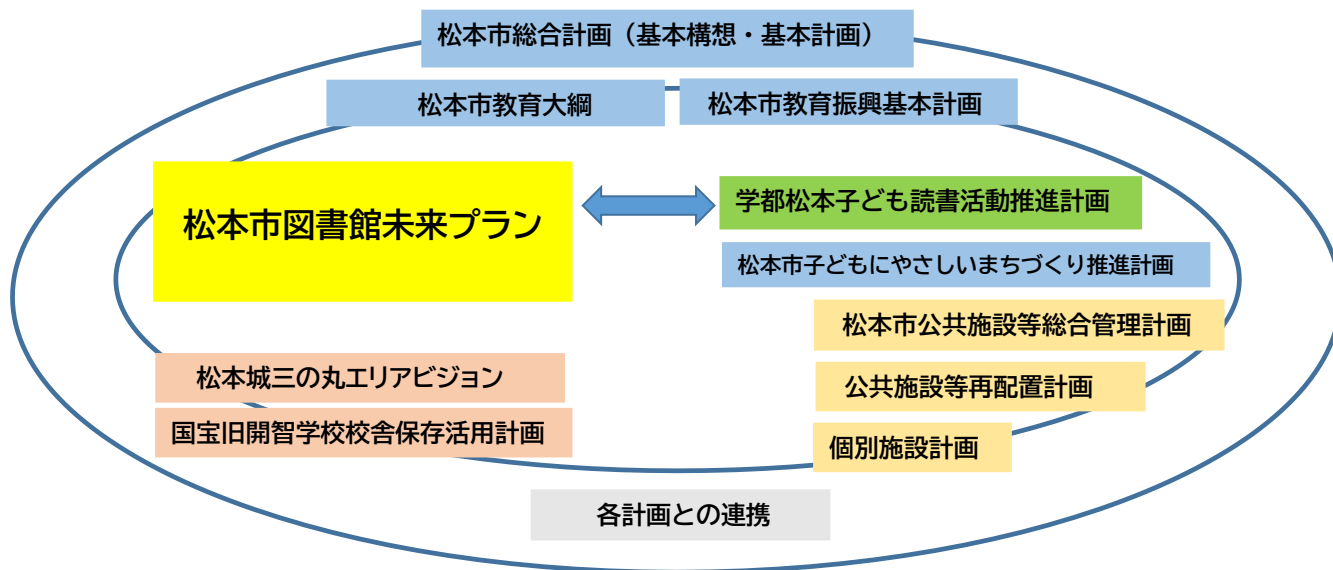 松本市総合計画（基本構想・基本計画）
松本市教育大綱
松本市教育振興基本計画
松本市図書館未来プラン
学都松本子ども読書活動推進計画
松本市子どもにやさしいまちづくり推進計画
松本市公共施設等総合管理計画
松本城三の丸エリアビジョン
公共施設等再配置計画
国宝旧開智学校校舎保存活用計画
個別施設計画
各計画との連携